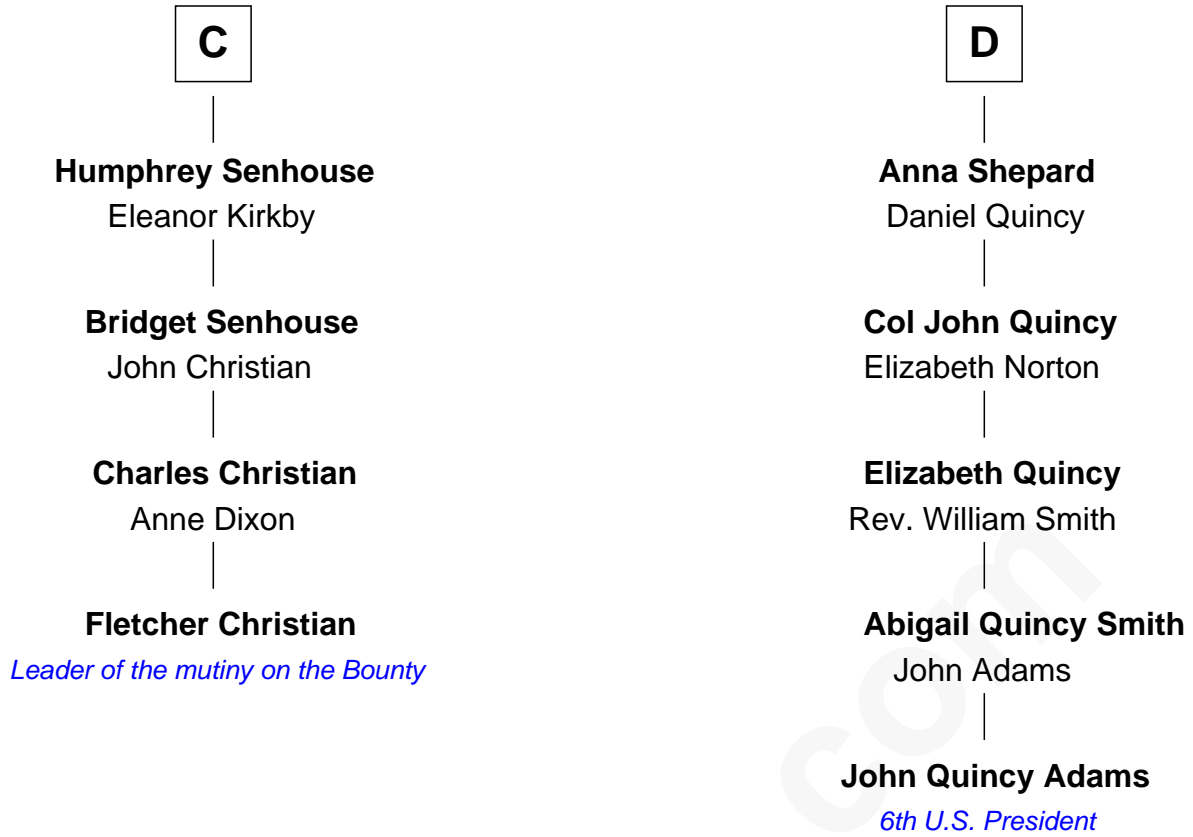 C
Humphrey Senhouse
Eleanor Kirkby
Bridget Senhouse
John Christian
Charles Christian
Anne Dixon
Fletcher Christian
Leader of the mutiny on the Bounty
D
Anna Shepard
Daniel Quincy
Col John Quincy
Elizabeth Norton
Elizabeth Quincy
Rev. William Smith
Abigail Quincy Smith
John Adams
John Quincy Adams
6th U.S. President
com